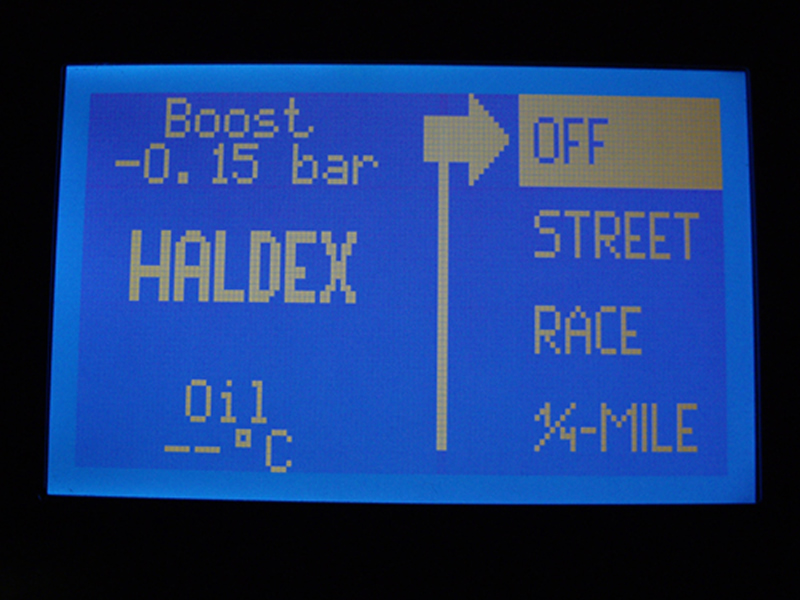 Boost
-0.15 bar
HALDEX
Oil
--°C
OFF
STREET
RACE
¼-MILE